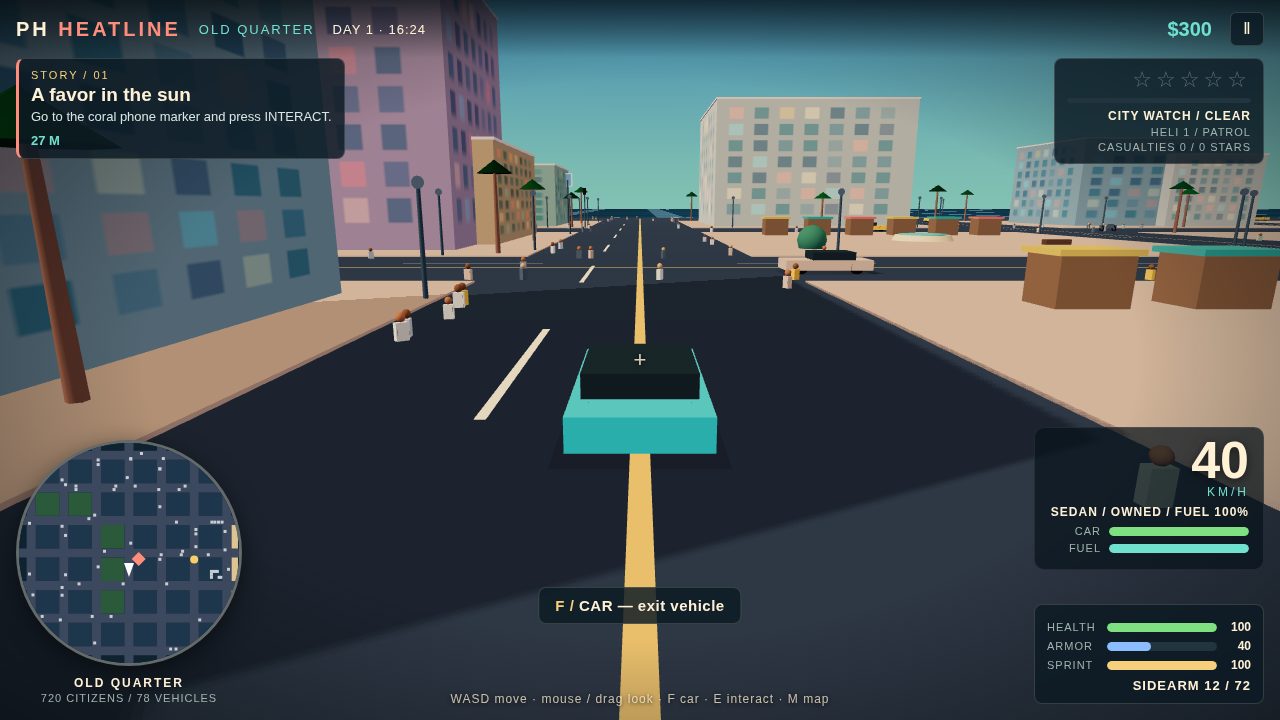 PH HEATLINE OLD QUARTER DAY 1 · 16:24
$300
II
STORY / 01
A favor in the sun
Go to the coral phone marker and press INTERACT.
27 M
☆☆☆☆☆
CITY WATCH / CLEAR
HELI 1 / PATROL
CASUALTIES 0 / 0 STARS
+
40
KM/H
SEDAN / OWNED / FUEL 100%
CAR
FUEL
F / CAR — exit vehicle
HEALTH 100
ARMOR 40
SPRINT 100
SIDEARM 12 / 72
OLD QUARTER
720 CITIZENS / 78 VEHICLES
WASD move · mouse / drag look · F car · E interact · M map